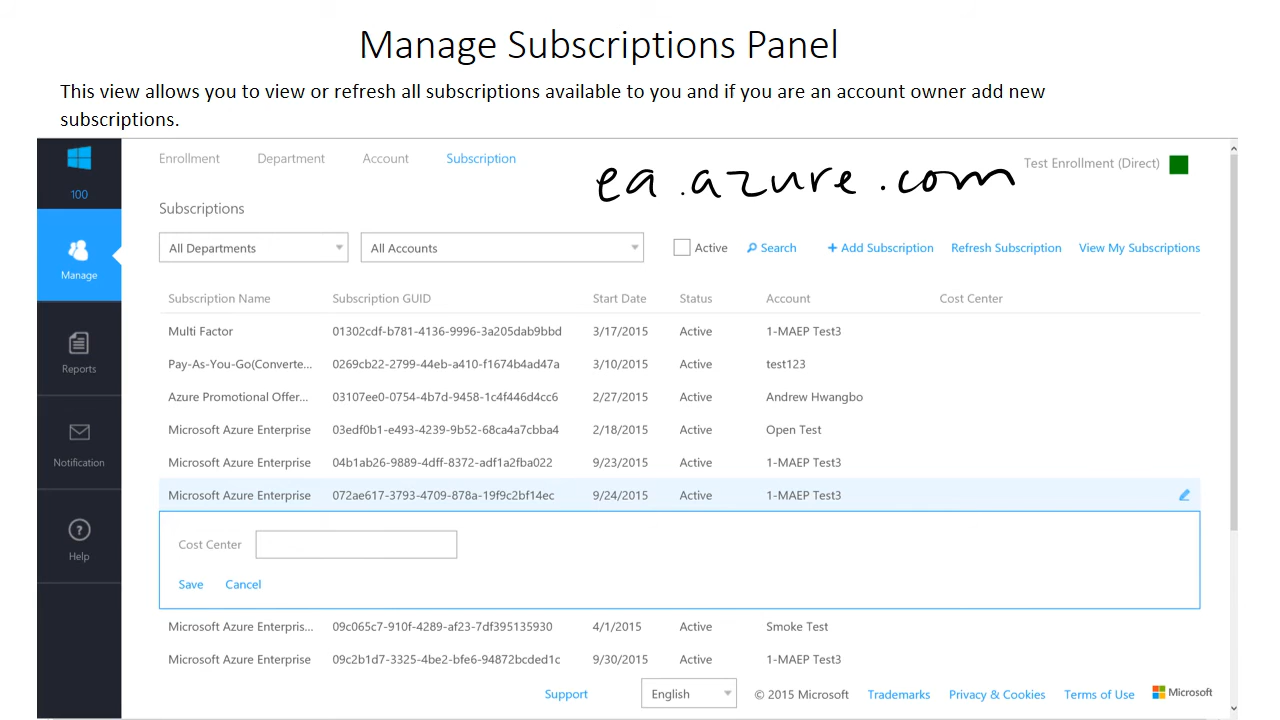 Manage Subscriptions Panel
This view allows you to view or refresh all subscriptions available to you and if you are an account owner add new
subscriptions.
Enrollment Department Account Subscription
ea.azure.com
Test Enrollment (Direct)
100
Subscriptions
All Departments All Accounts Active Search + Add Subscription Refresh Subscription View My Subscriptions
Manage
Subscription Name Subscription GUID Start Date Status Account Cost Center
Multi Factor 01302cdf-b781-4136-9996-3a205dab9bbd 3/17/2015 Active 1-MAEP Test3
Pay-As-You-Go(Converte... 0269cb22-2799-44eb-a410-f1674b4ad47a 3/10/2015 Active test123
Reports
Azure Promotional Offer... 03107ee0-0754-4b7d-9458-1c4f446d4cc6 2/27/2015 Active Andrew Hwangbo
Microsoft Azure Enterprise 03edf0b1-e493-4239-9b52-68ca4a7cbba4 2/18/2015 Active Open Test
Notification
Microsoft Azure Enterprise 04b1ab26-9889-4dff-8372-adf1a2fba022 9/23/2015 Active 1-MAEP Test3
Microsoft Azure Enterprise 072ae617-3793-4709-878a-19f9c2bf14ec 9/24/2015 Active 1-MAEP Test3
Cost Center
Help
Save Cancel
Microsoft Azure Enterpris... 09c065c7-910f-4289-af23-7df395135930 4/1/2015 Active Smoke Test
Microsoft Azure Enterprise 09c2b1d7-3325-4be2-bfe6-94872bcded1c 9/30/2015 Active 1-MAEP Test3
Support English © 2015 Microsoft Trademarks Privacy & Cookies Terms of Use Microsoft